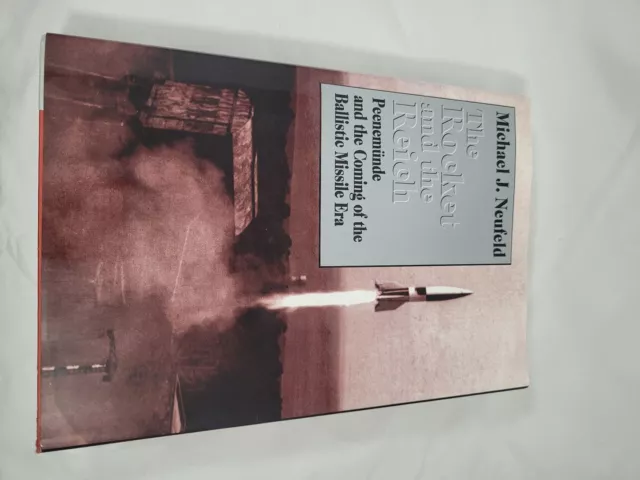 Michael J. Neufeld
The
Rocket
and the
Reich
Peenemünde
and the Coming of the
Ballistic Missile Era